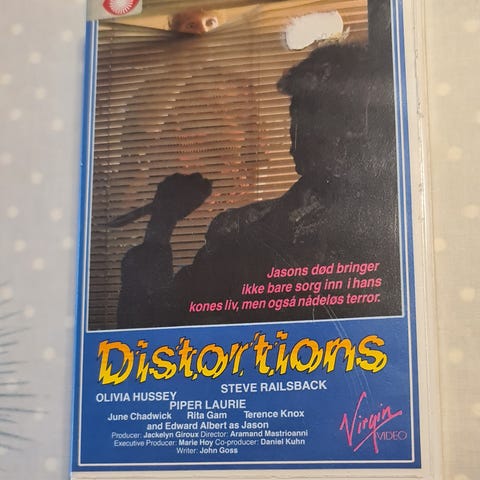 Jasons død bringer
ikke bare sorg inn i hans
kones liv, men også nådeløs terror.
Distortions
STEVE RAILSBACK
OLIVIA HUSSEY
PIPER LAURIE
June Chadwick Rita Gam Terence Knox
and Edward Albert as Jason
Producer: Jackelyn Giroux Director: Aramand Mastrioanni
Executive Producer: Marie Hoy Co-producer: Daniel Kuhn
Writer: John Goss
Virgin
VIDEO